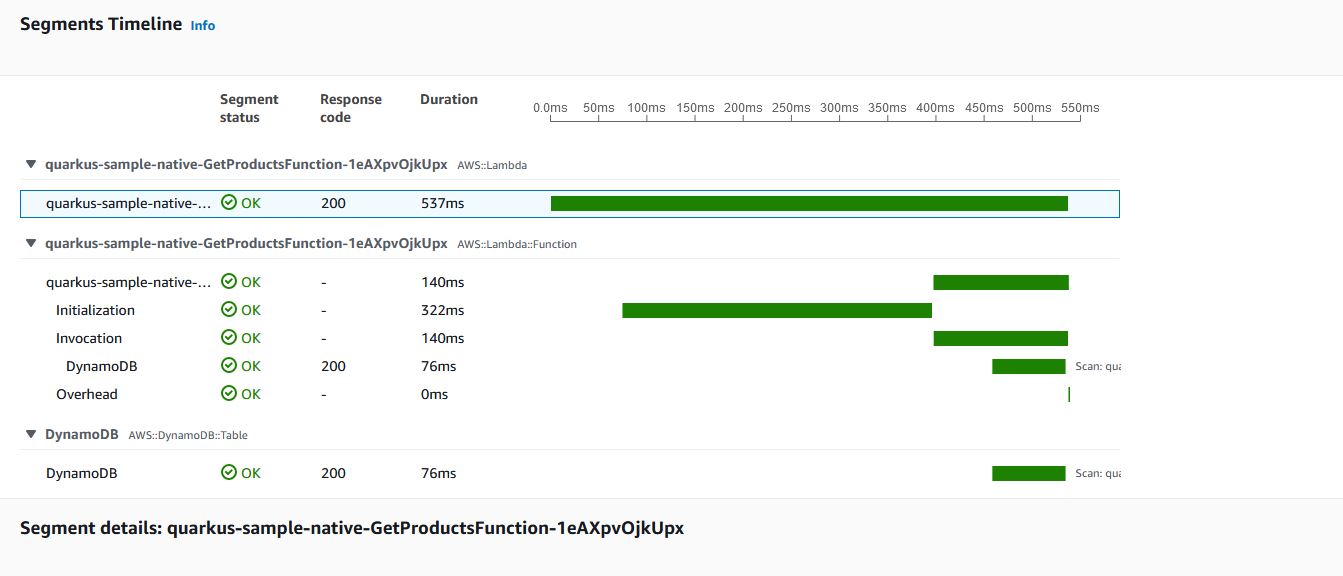 Segments Timeline Info
Segment status Response code Duration 0.0ms 50ms 100ms 150ms 200ms 250ms 300ms 350ms 400ms 450ms 500ms 550ms
quarkus-sample-native-GetProductsFunction-1eAXpvOjkUpx AWS::Lambda
quarkus-sample-native-... OK 200 537ms
quarkus-sample-native-GetProductsFunction-1eAXpvOjkUpx AWS::Lambda::Function
quarkus-sample-native-... OK - 140ms
Initialization OK - 322ms
Invocation OK - 140ms
DynamoDB OK 200 76ms Scan: qua
Overhead OK - 0ms
DynamoDB AWS::DynamoDB::Table
DynamoDB OK 200 76ms Scan: qua
Segment details: quarkus-sample-native-GetProductsFunction-1eAXpvOjkUpx